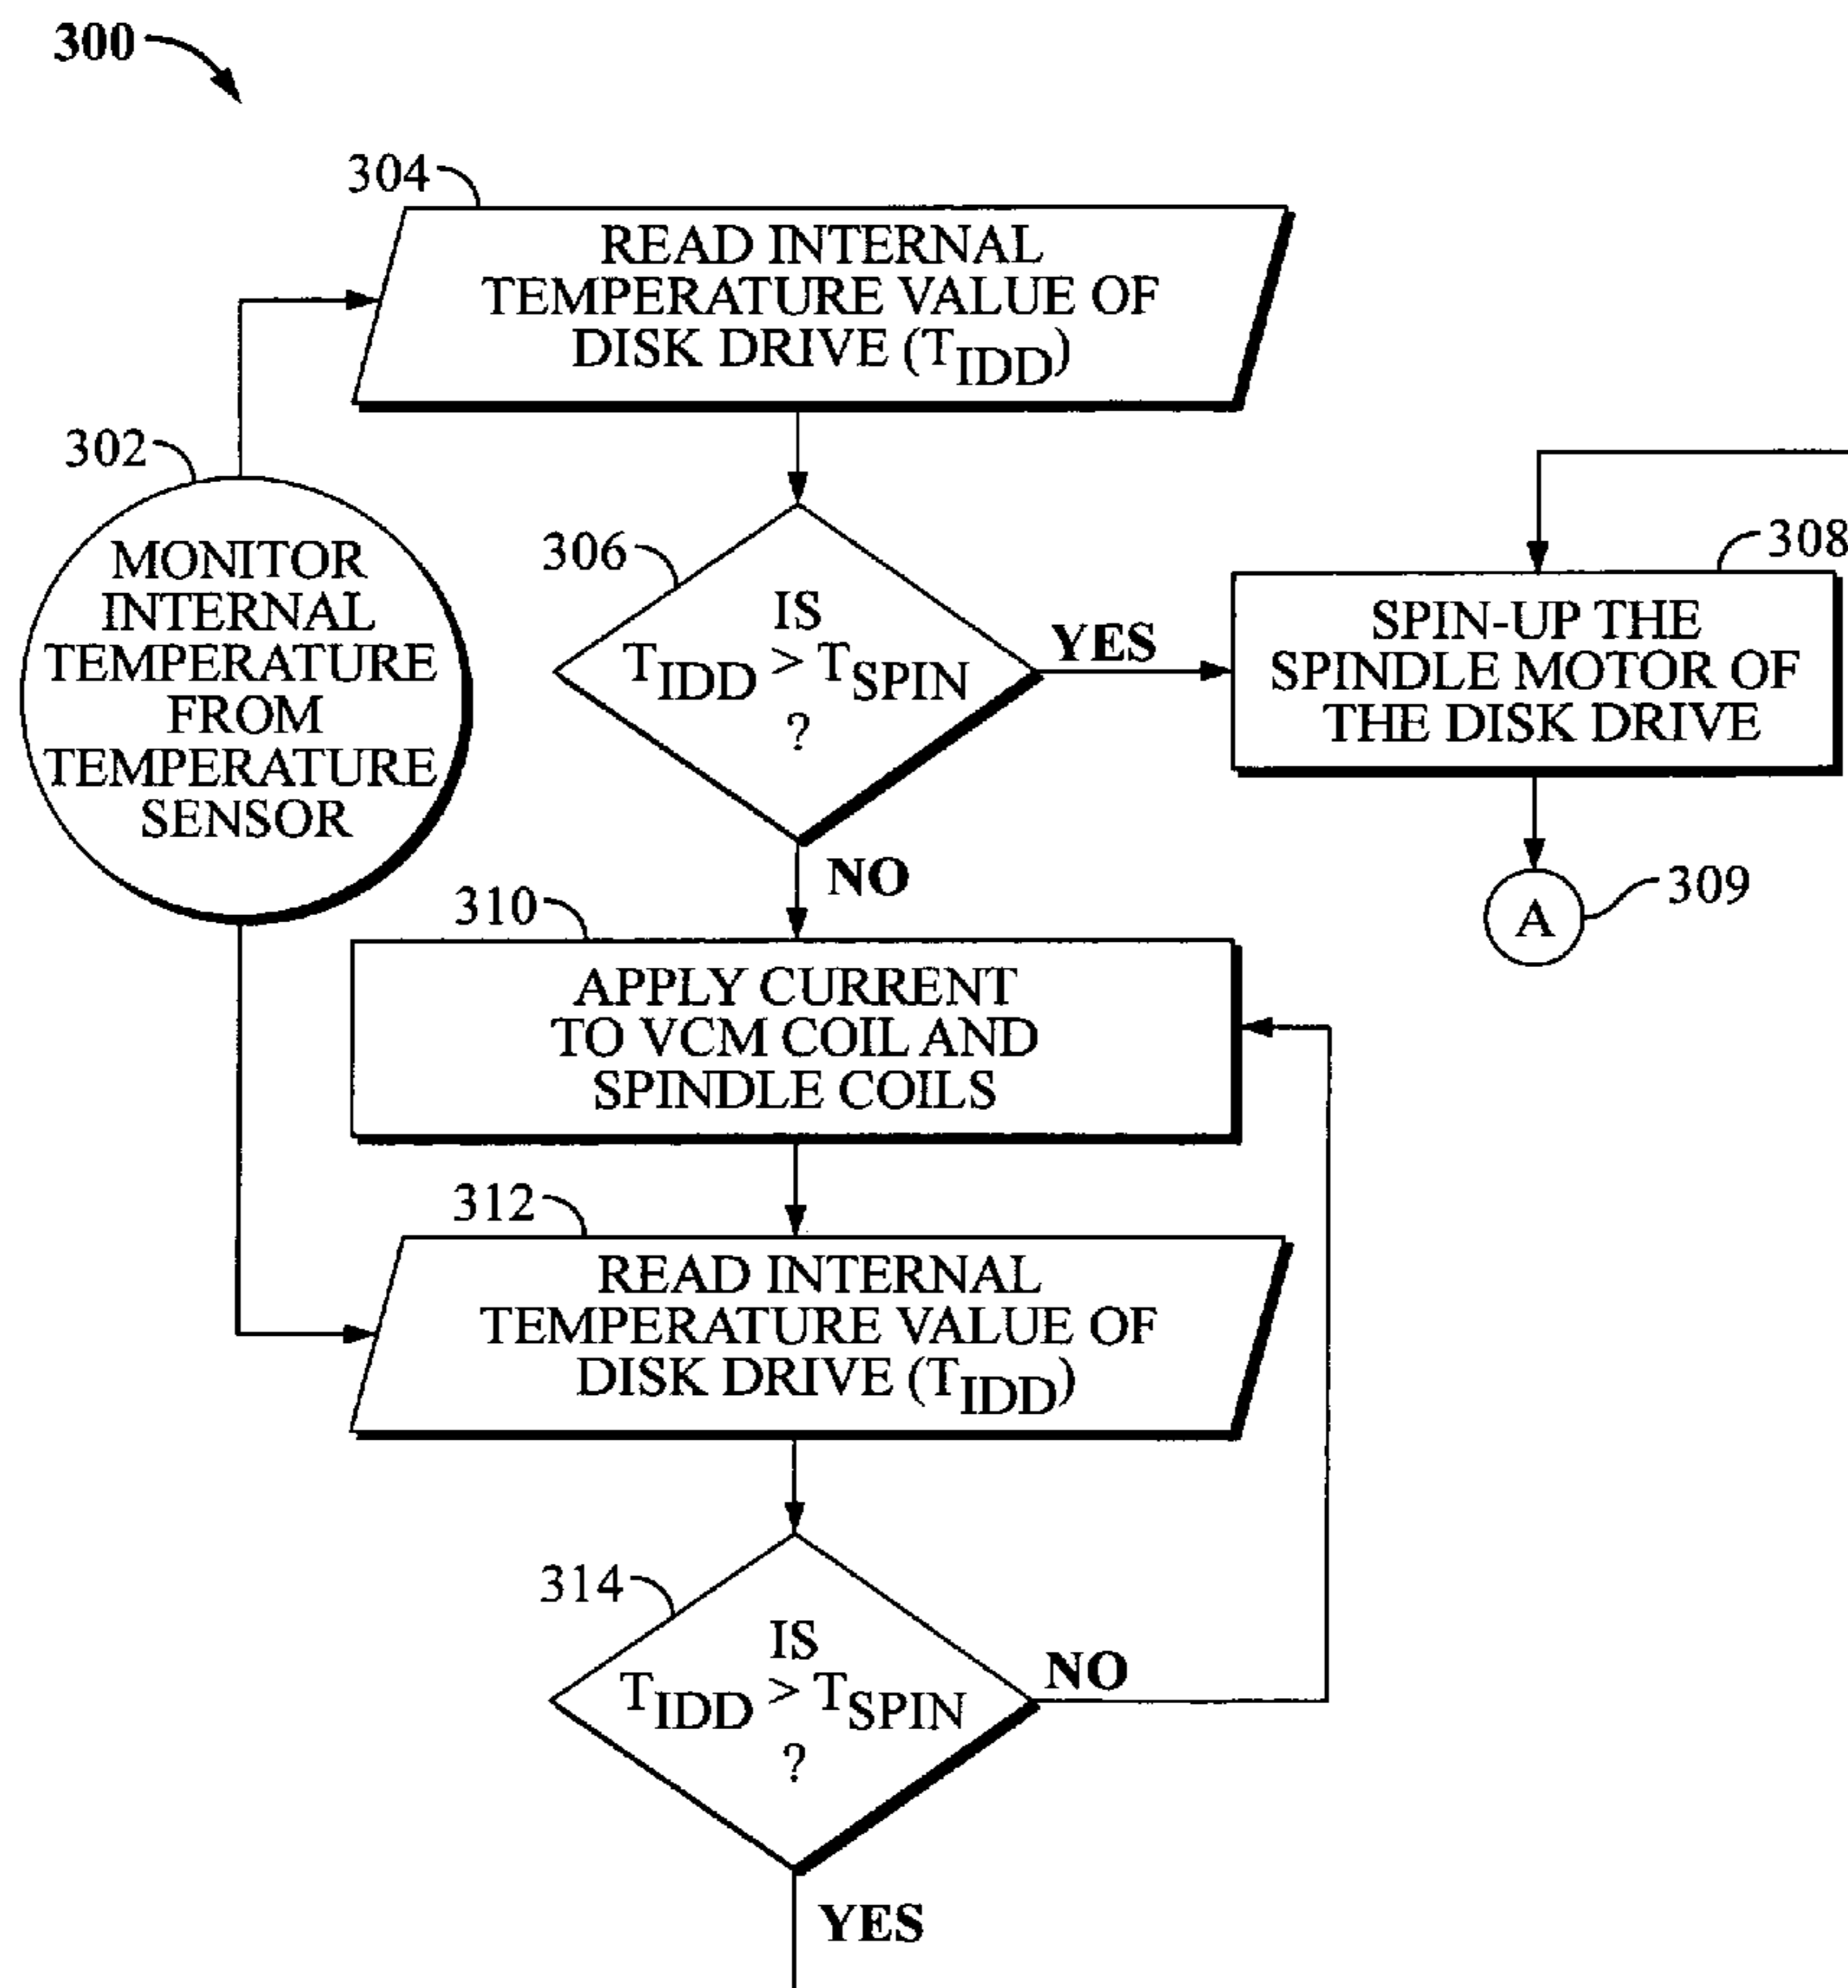 300
304
READ INTERNAL
TEMPERATURE VALUE OF
DISK DRIVE (TIDD)
302
MONITOR
INTERNAL
TEMPERATURE
FROM
TEMPERATURE
SENSOR
306
IS
TIDD > TSPIN
?
YES
308
SPIN-UP THE
SPINDLE MOTOR OF
THE DISK DRIVE
NO
A
309
310
APPLY CURRENT
TO VCM COIL AND
SPINDLE COILS
312
READ INTERNAL
TEMPERATURE VALUE OF
DISK DRIVE (TIDD)
314
IS
TIDD > TSPIN
?
NO
YES